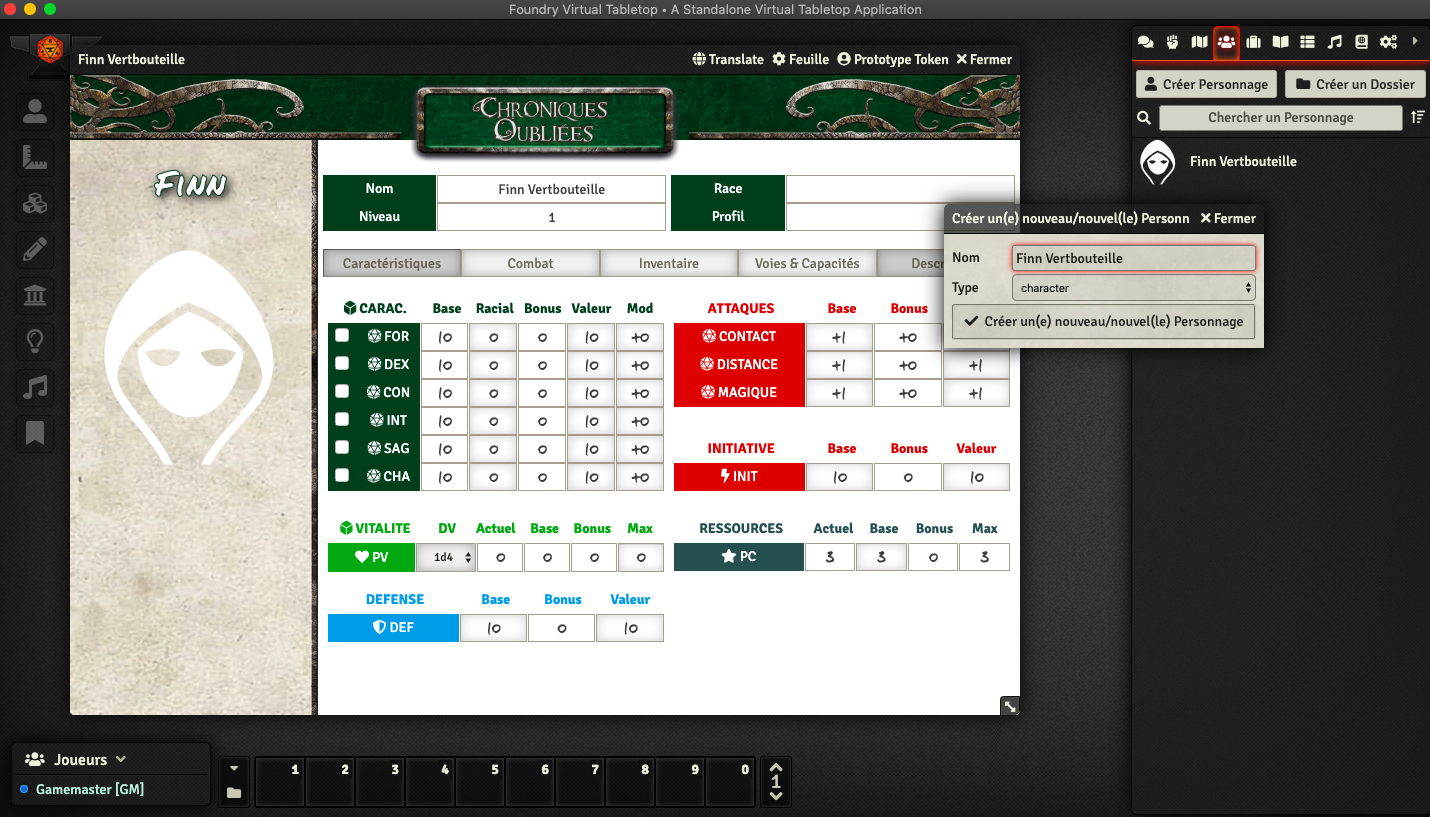 Foundry Virtual Tabletop • A Standalone Virtual Tabletop Application
Finn Vertbouteille
Translate Feuille Prototype Token Fermer
CHRONIQUES
OUBLIÉES
FINN
Nom Finn Vertbouteille Race
Niveau 1 Profil
Caractéristiques Combat Inventaire Voies & Capacités Descr
CARAC. Base Racial Bonus Valeur Mod
FOR 10 0 0 10 +0
DEX 10 0 0 10 +0
CON 10 0 0 10 +0
INT 10 0 0 10 +0
SAG 10 0 0 10 +0
CHA 10 0 0 10 +0
ATTAQUES Base Bonus
CONTACT +1 +0
DISTANCE +1 +0 +1
MAGIQUE +1 +0 +1
INITIATIVE Base Bonus Valeur
INIT 10 0 10
VITALITE DV Actuel Base Bonus Max
PV 1d4 0 0 0 0
RESSOURCES Actuel Base Bonus Max
PC 3 3 0 3
DEFENSE Base Bonus Valeur
DEF 10 0 10
Créer un(e) nouveau/nouvel(le) Personn Fermer
Nom Finn Vertbouteille
Type character
Créer un(e) nouveau/nouvel(le) Personnage
Créer Personnage Créer un Dossier
Chercher un Personnage
Finn Vertbouteille
Joueurs
Gamemaster [GM]
1 2 3 4 5 6 7 8 9 0
1